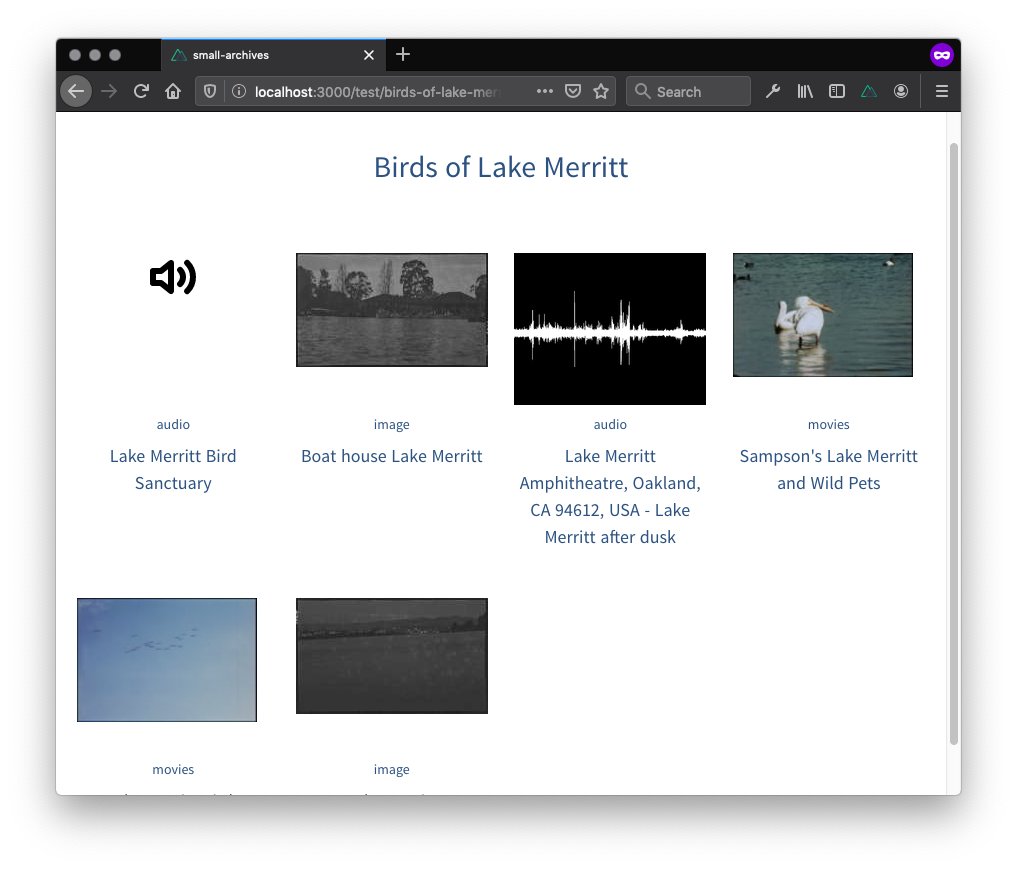 small-archives
localhost:3000/test/birds-of-lake-mer
Search
Birds of Lake Merritt
audio
Lake Merritt Bird
Sanctuary
image
Boat house Lake Merritt
audio
Lake Merritt
Amphitheatre, Oakland,
CA 94612, USA - Lake
Merritt after dusk
movies
Sampson's Lake Merritt
and Wild Pets
movies
image